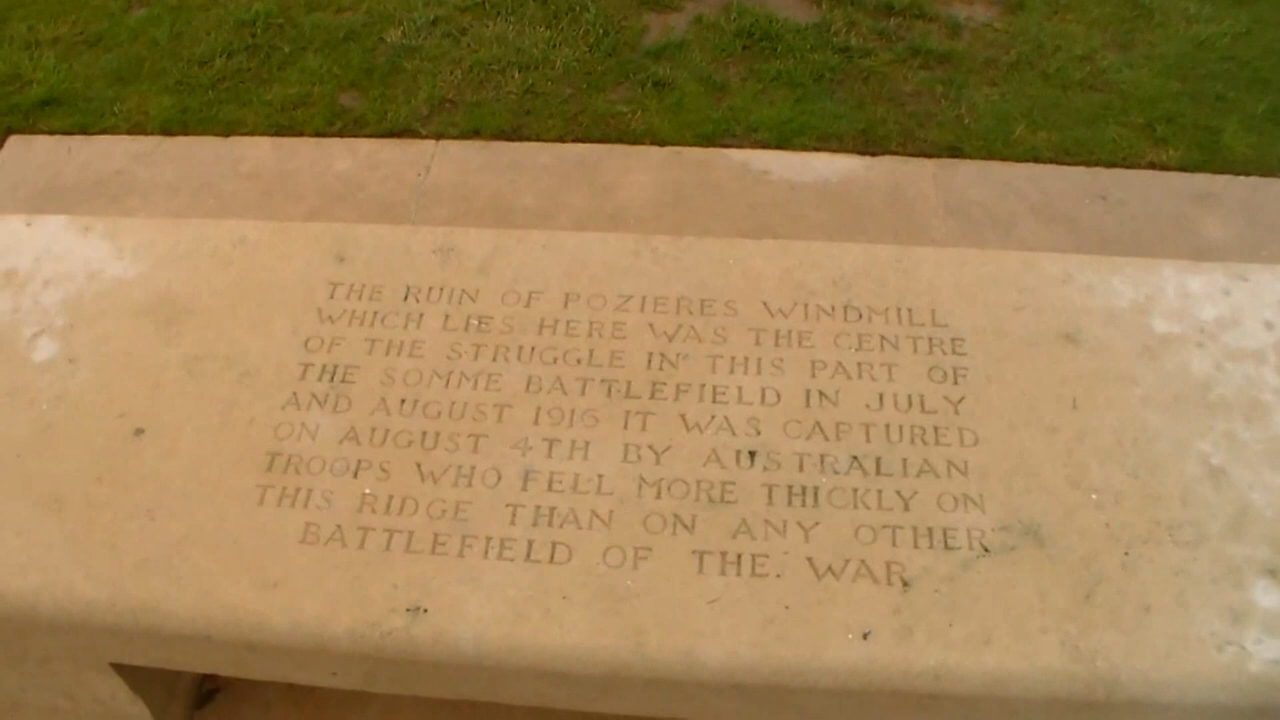 THE RUIN OF POZIERES WINDMILL
WHICH LIES HERE WAS THE CENTRE
OF THE STRUGGLE IN THIS PART OF
THE SOMME BATTLEFIELD IN JULY
AND AUGUST 1916 IT WAS CAPTURED
ON AUGUST 4TH BY AUSTRALIAN
TROOPS WHO FELL MORE THICKLY ON
THIS RIDGE THAN ON ANY OTHER
BATTLEFIELD OF THE WAR